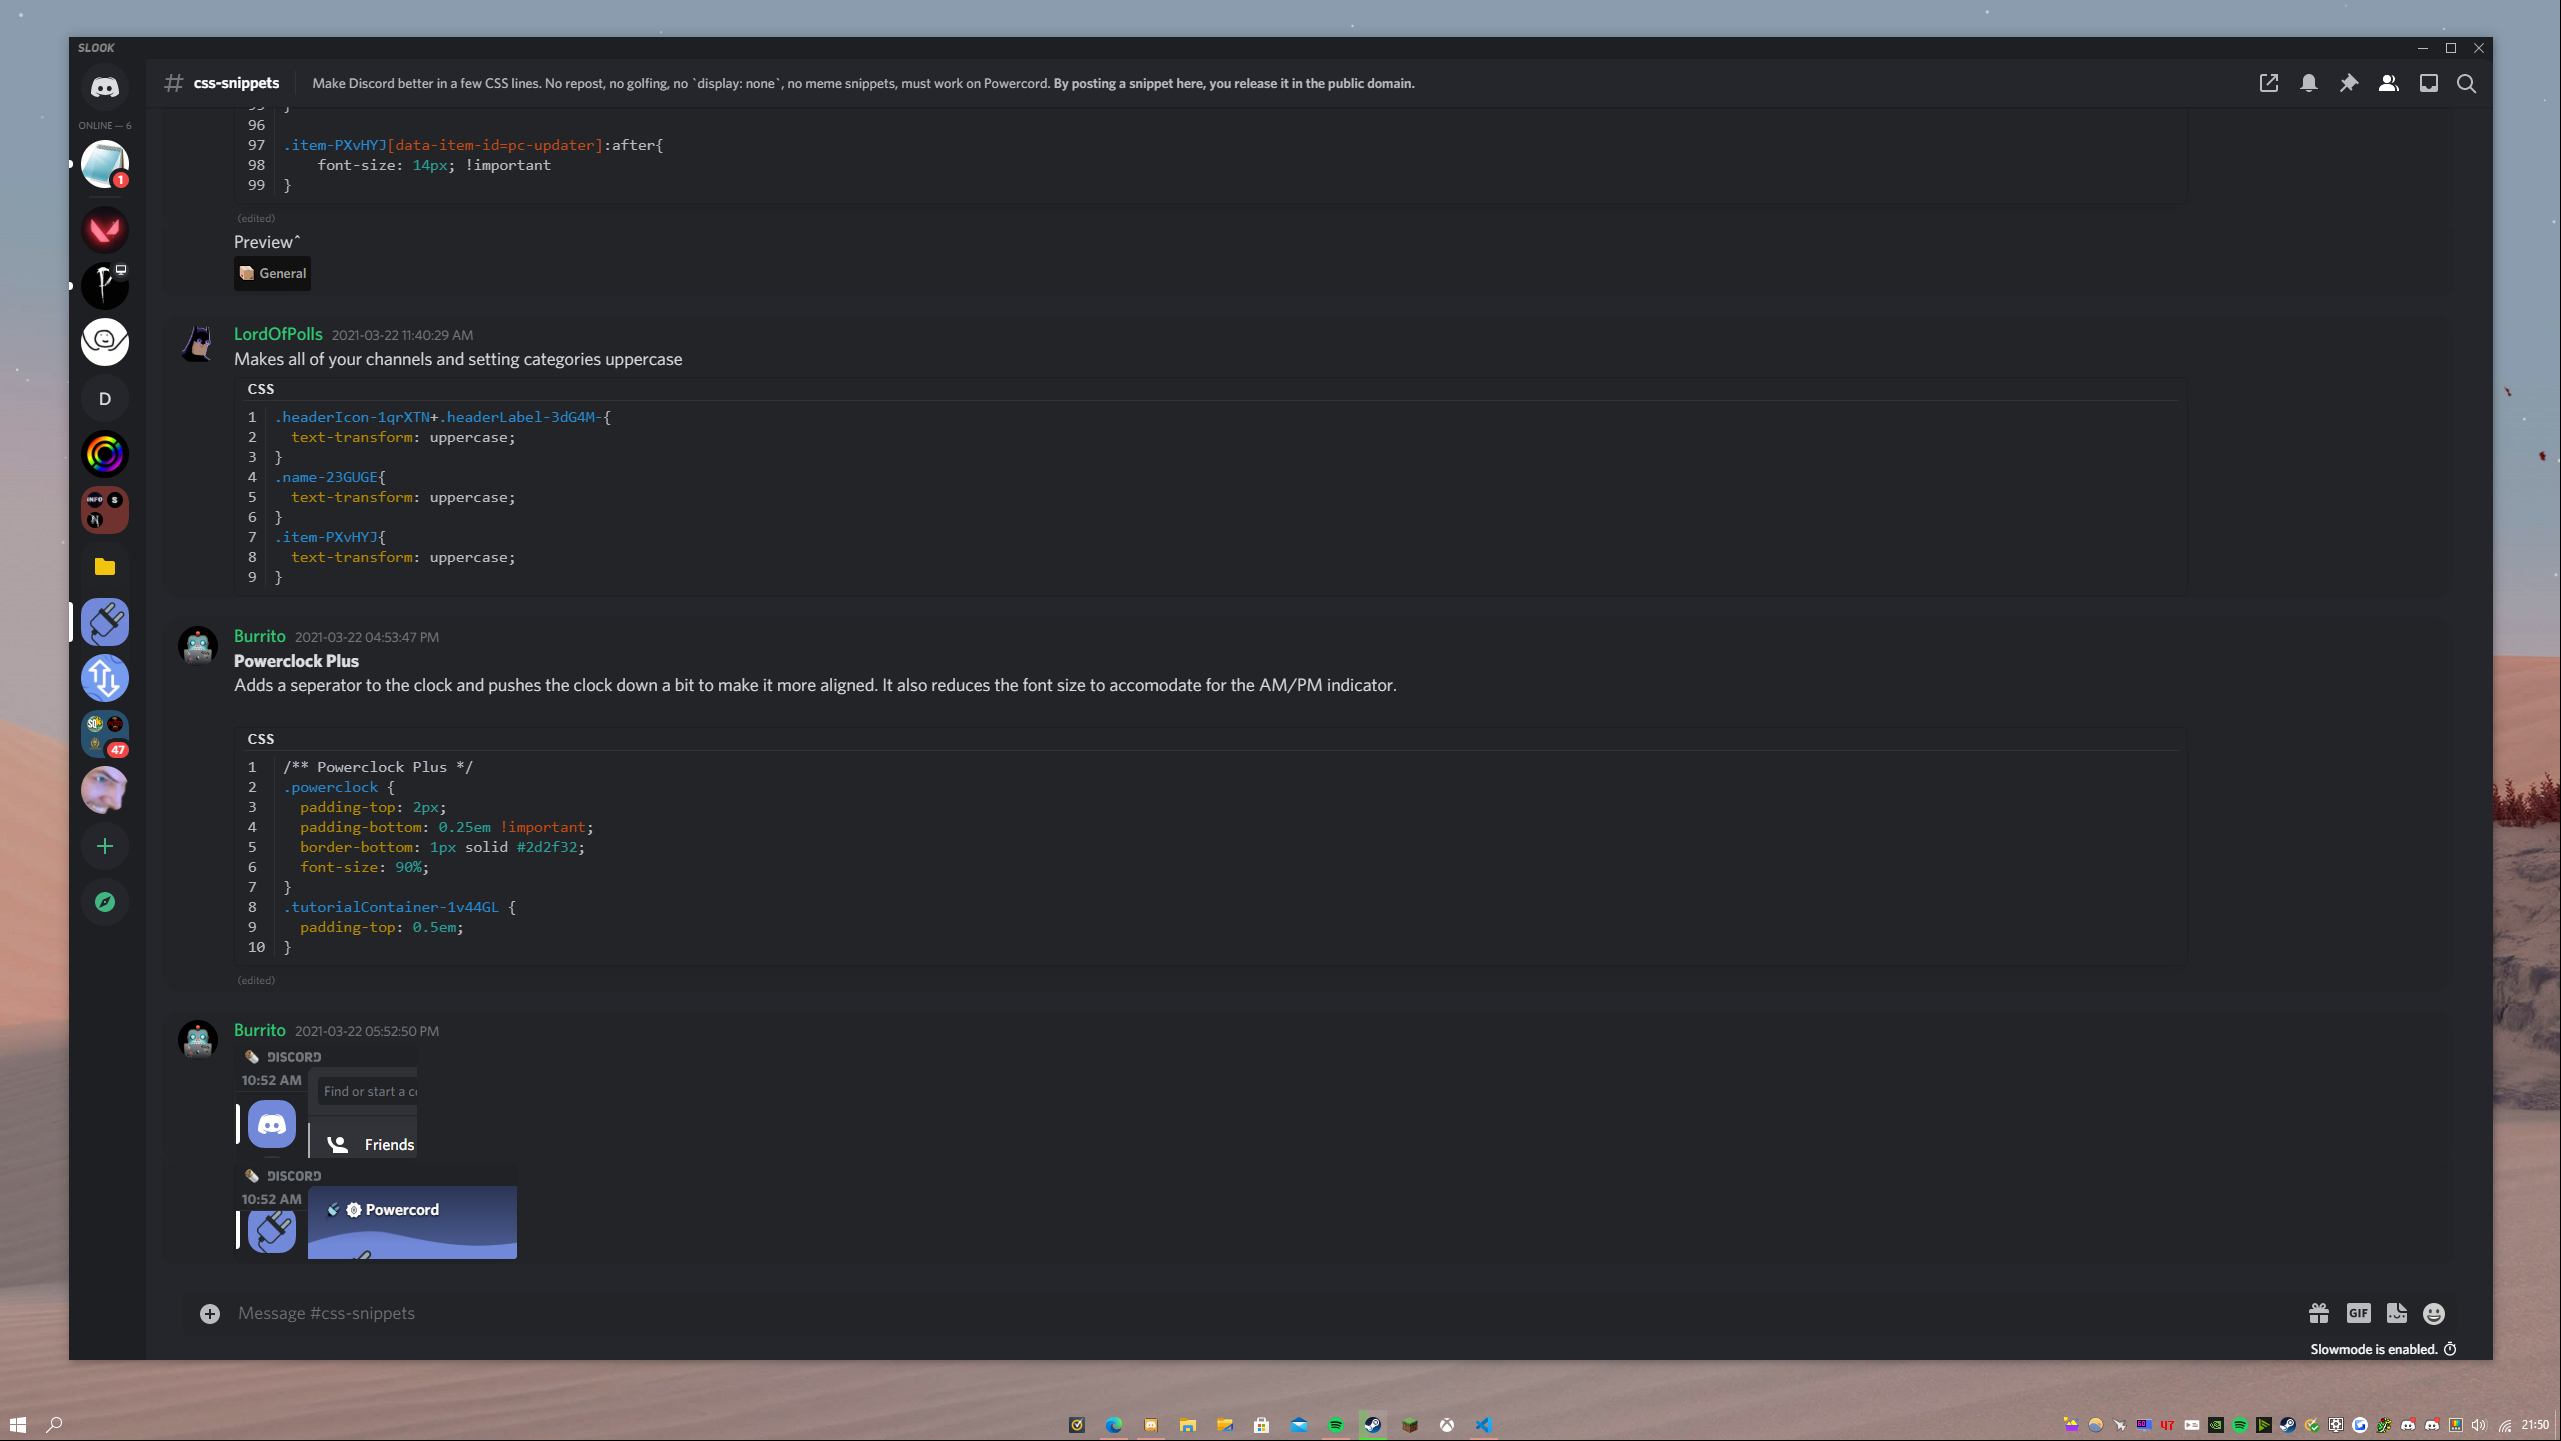 SLOOK
ONLINE — 6
css-snippets
Make Discord better in a few CSS lines. No repost, no golfing, no `display: none`, no meme snippets, must work on Powercord. By posting a snippet here, you release it in the public domain.
95 }
96
97 .item-PXvHYJ[data-item-id=pc-updater]:after{
98 font-size: 14px; !important
99 }
(edited)
Preview^
General
LordOfPolls 2021-03-22 11:40:29 AM
Makes all of your channels and setting categories uppercase
CSS
1 .headerIcon-1qrXTN+.headerLabel-3dG4M-{
2 text-transform: uppercase;
3 }
4 .name-23GUGE{
5 text-transform: uppercase;
6 }
7 .item-PXvHYJ{
8 text-transform: uppercase;
9 }
Burrito 2021-03-22 04:53:47 PM
Powerclock Plus
Adds a seperator to the clock and pushes the clock down a bit to make it more aligned. It also reduces the font size to accomodate for the AM/PM indicator.
CSS
1 /** Powerclock Plus */
2 .powerclock {
3 padding-top: 2px;
4 padding-bottom: 0.25em !important;
5 border-bottom: 1px solid #2d2f32;
6 font-size: 90%;
7 }
8 .tutorialContainer-1v44GL {
9 padding-top: 0.5em;
10 }
(edited)
Burrito 2021-03-22 05:52:50 PM
DISCORD
10:52 AM
Find or start a co
Friends
DISCORD
10:52 AM
Powercord
Message #css-snippets
GIF
Slowmode is enabled.
1
D
INFO S
N
47
47
21:50